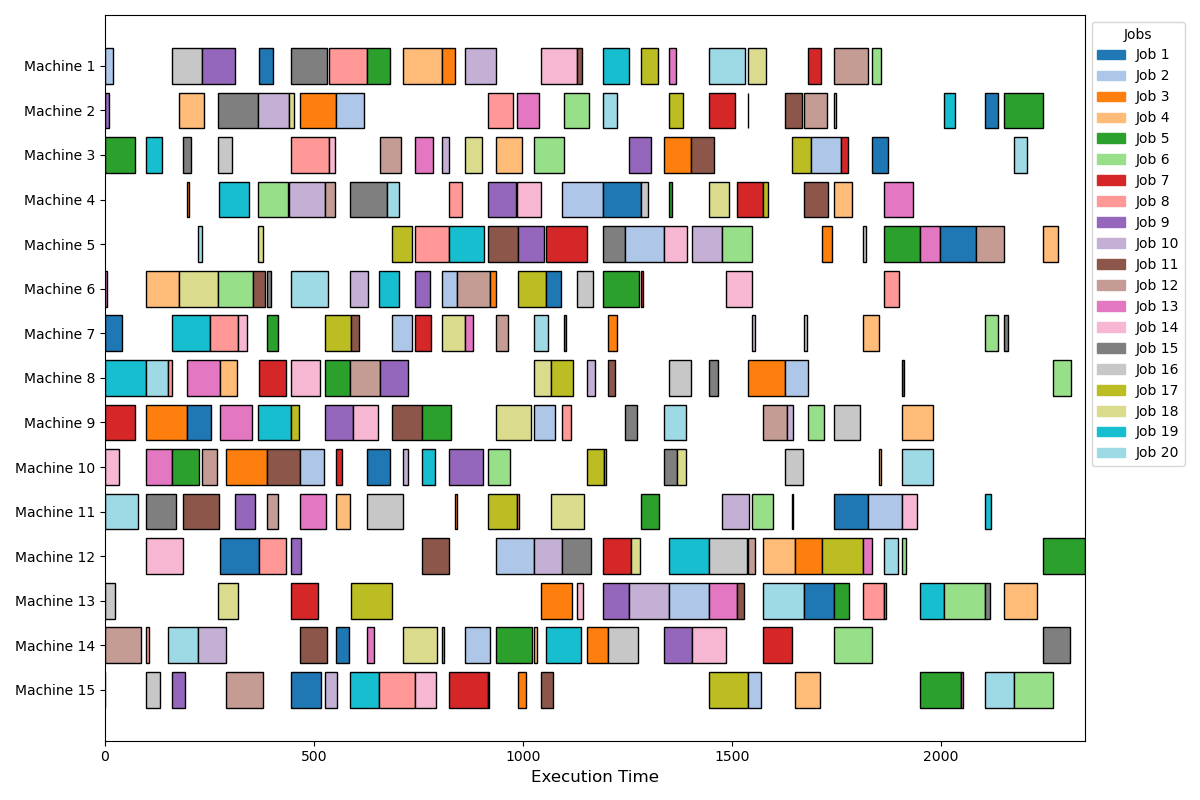 Machine 1
Machine 2
Machine 3
Machine 4
Machine 5
Machine 6
Machine 7
Machine 8
Machine 9
Machine 10
Machine 11
Machine 12
Machine 13
Machine 14
Machine 15
0 500 1000 1500 2000
Execution Time
Jobs
Job 1
Job 2
Job 3
Job 4
Job 5
Job 6
Job 7
Job 8
Job 9
Job 10
Job 11
Job 12
Job 13
Job 14
Job 15
Job 16
Job 17
Job 18
Job 19
Job 20